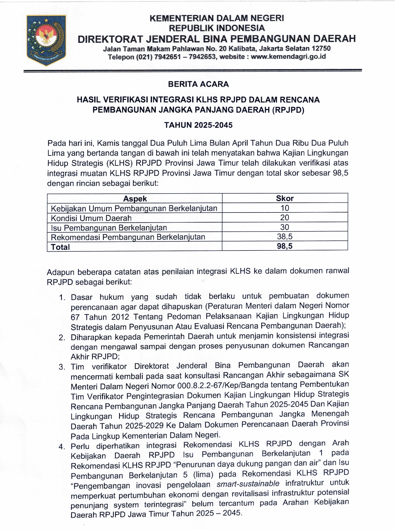 KEMENTERIAN DALAM NEGERI
REPUBLIK INDONESIA
DIREKTORAT JENDERAL BINA PEMBANGUNAN DAERAH
Jalan Taman Makam Pahlawan No. 20 Kalibata, Jakarta Selatan 12750
Telepon (021) 7942651 – 7942653, website : www.kemendagri.go.id
BERITA ACARA
HASIL VERIFIKASI INTEGRASI KLHS RPJPD DALAM RENCANA
PEMBANGUNAN JANGKA PANJANG DAERAH (RPJPD)
TAHUN 2025-2045
Pada hari ini, Kamis tanggal Dua Puluh Lima Bulan April Tahun Dua Ribu Dua Puluh
Lima yang bertanda tangan di bawah ini telah menyatakan bahwa Kajian Lingkungan
Hidup Strategis (KLHS) RPJPD Provinsi Jawa Timur telah dilakukan verifikasi atas
integrasi muatan KLHS RPJPD Provinsi Jawa Timur dengan total skor sebesar 98,5
dengan rincian sebagai berikut:
Aspek Skor
Kebijakan Umum Pembangunan Berkelanjutan 10
Kondisi Umum Daerah 20
Isu Pembangunan Berkelanjutan 30
Rekomendasi Pembangunan Berkelanjutan 38,5
Total 98,5
Adapun beberapa catatan atas penilaian integrasi KLHS ke dalam dokumen ranwal
RPJPD sebagai berikut:
1. Dasar hukum yang sudah tidak berlaku untuk pembuatan dokumen
perencanaan agar dapat dihapuskan (Peraturan Menteri dalam Negeri Nomor
67 Tahun 2012 Tentang Pedoman Pelaksanaan Kajian Lingkungan Hidup
Strategis dalam Penyusunan Atau Evaluasi Rencana Pembangunan Daerah);
2. Diharapkan kepada Pemerintah Daerah untuk menjamin konsistensi integrasi
dengan mengawal sampai dengan proses penyusunan dokumen Rancangan
Akhir RPJPD;
3. Tim verifikator Direktorat Jenderal Bina Pembangunan Daerah akan
mencermati kembali pada saat konsultasi Rancangan Akhir sebagaimana SK
Menteri Dalam Negeri Nomor 000.8.2.2-67/Kep/Bangda tentang Pembentukan
Tim Verifikator Pengintegrasian Dokumen Kajian Lingkungan Hidup Strategis
Rencana Pembangunan Jangka Panjang Daerah Tahun 2025-2045 Dan Kajian
Lingkungan Hidup Strategis Rencana Pembangunan Jangka Menengah
Daerah Tahun 2025-2029 Ke Dalam Dokumen Perencanaan Daerah Provinsi
Pada Lingkup Kementerian Dalam Negeri.
4. Perlu diperhatikan integrasi Rekomendasi KLHS RPJPD dengan Arah
Kebijakan Daerah RPJPD Isu Pembangunan Berkelanjutan 1 pada
Rekomendasi KLHS RPJPD “Penurunan daya dukung pangan dan air” dan Isu
Pembangunan Berkelanjutan 5 (lima) pada Rekomendasi KLHS RPJPD
“Pengembangan inovasi pengelolaan smart-sustainable infratruktur untuk
memperkuat pertumbuhan ekonomi dengan revitalisasi infrastruktur potensial
penunjang system terintegrasi” belum tercantum pada Arahan Kebijakan
Daerah RPJPD Jawa Timur Tahun 2025 – 2045.